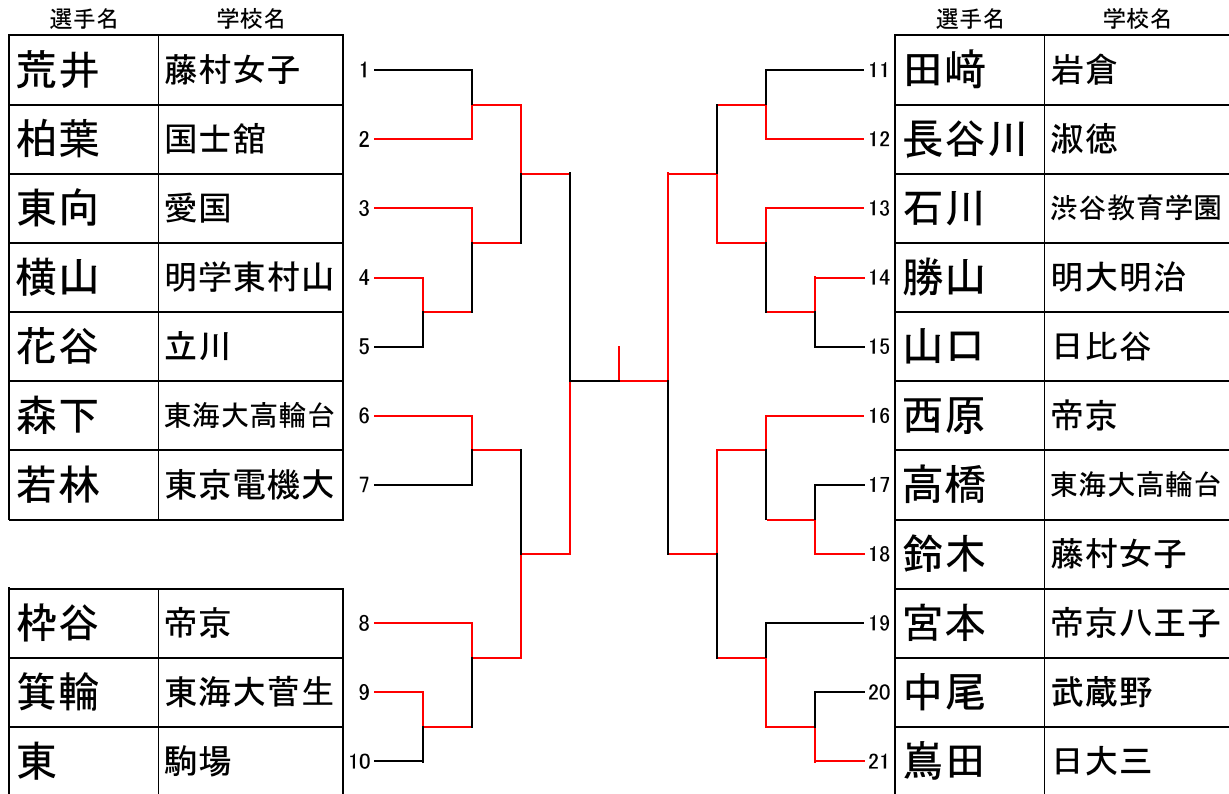 選手名 学校名
荒井 藤村女子 1
柏葉 国士舘 2
東向 愛国 3
横山 明学東村山 4
花谷 立川 5
森下 東海大高輪台 6
若林 東京電機大 7
枠谷 帝京 8
箕輪 東海大菅生 9
東 駒場 10
選手名 学校名
11 田﨑 岩倉
12 長谷川 淑徳
13 石川 渋谷教育学園
14 勝山 明大明治
15 山口 日比谷
16 西原 帝京
17 高橋 東海大高輪台
18 鈴木 藤村女子
19 宮本 帝京八王子
20 中尾 武蔵野
21 嶌田 日大三